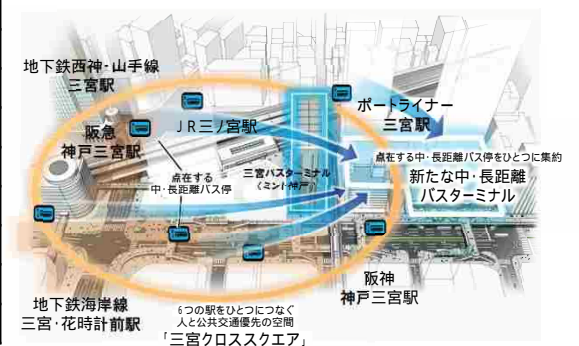 地下鉄西神・山手線
三宮駅
阪急
神戸三宮駅
JR三ノ宮駅
ポートライナー
三宮駅
点在する
中・長距離バス停
三宮バスターミナル
(ミント神戸)
点在する中・長距離バス停をひとつに集約
新たな中・長距離
バスターミナル
阪神
神戸三宮駅
地下鉄海岸線
三宮・花時計前駅
6つの駅をひとつにつなぐ
人と公共交通優先の空間
「三宮クロススクエア」